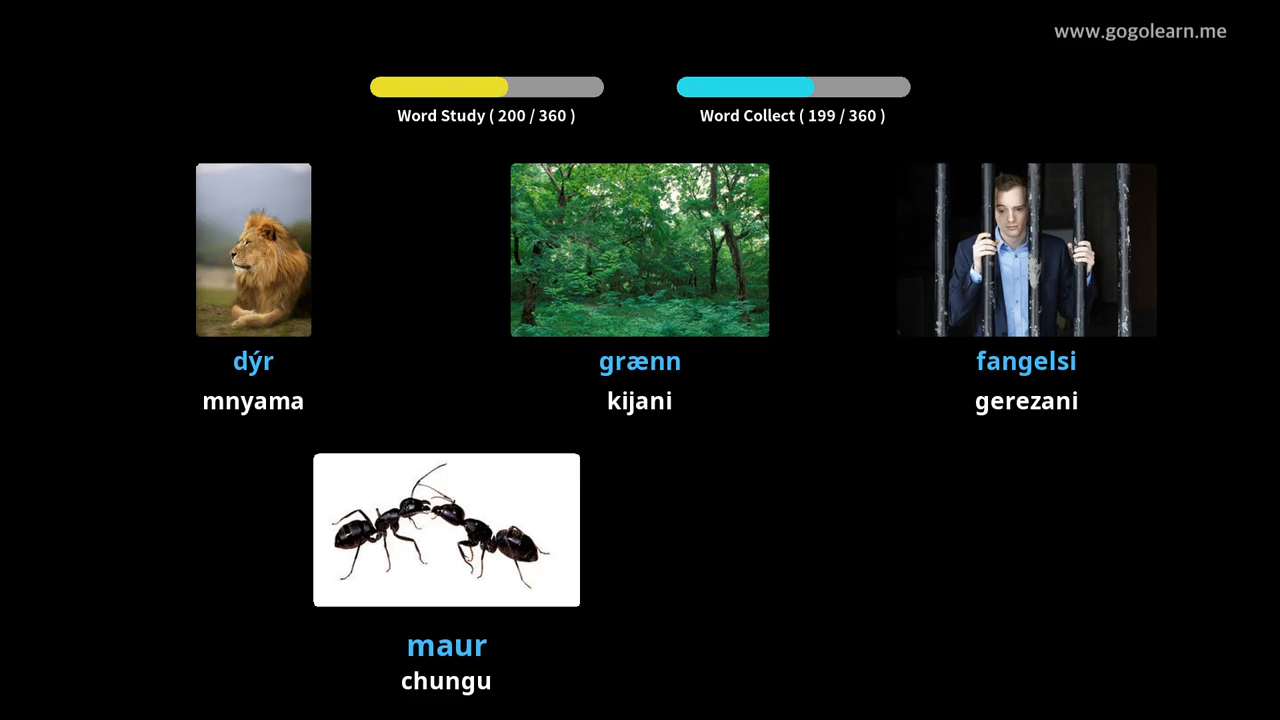 www.gogolearn.me
Word Study ( 200 / 360 )
Word Collect ( 199 / 360 )
dýr
grænn
fangelsi
mnyama
kijani
gerezani
maur
chungu